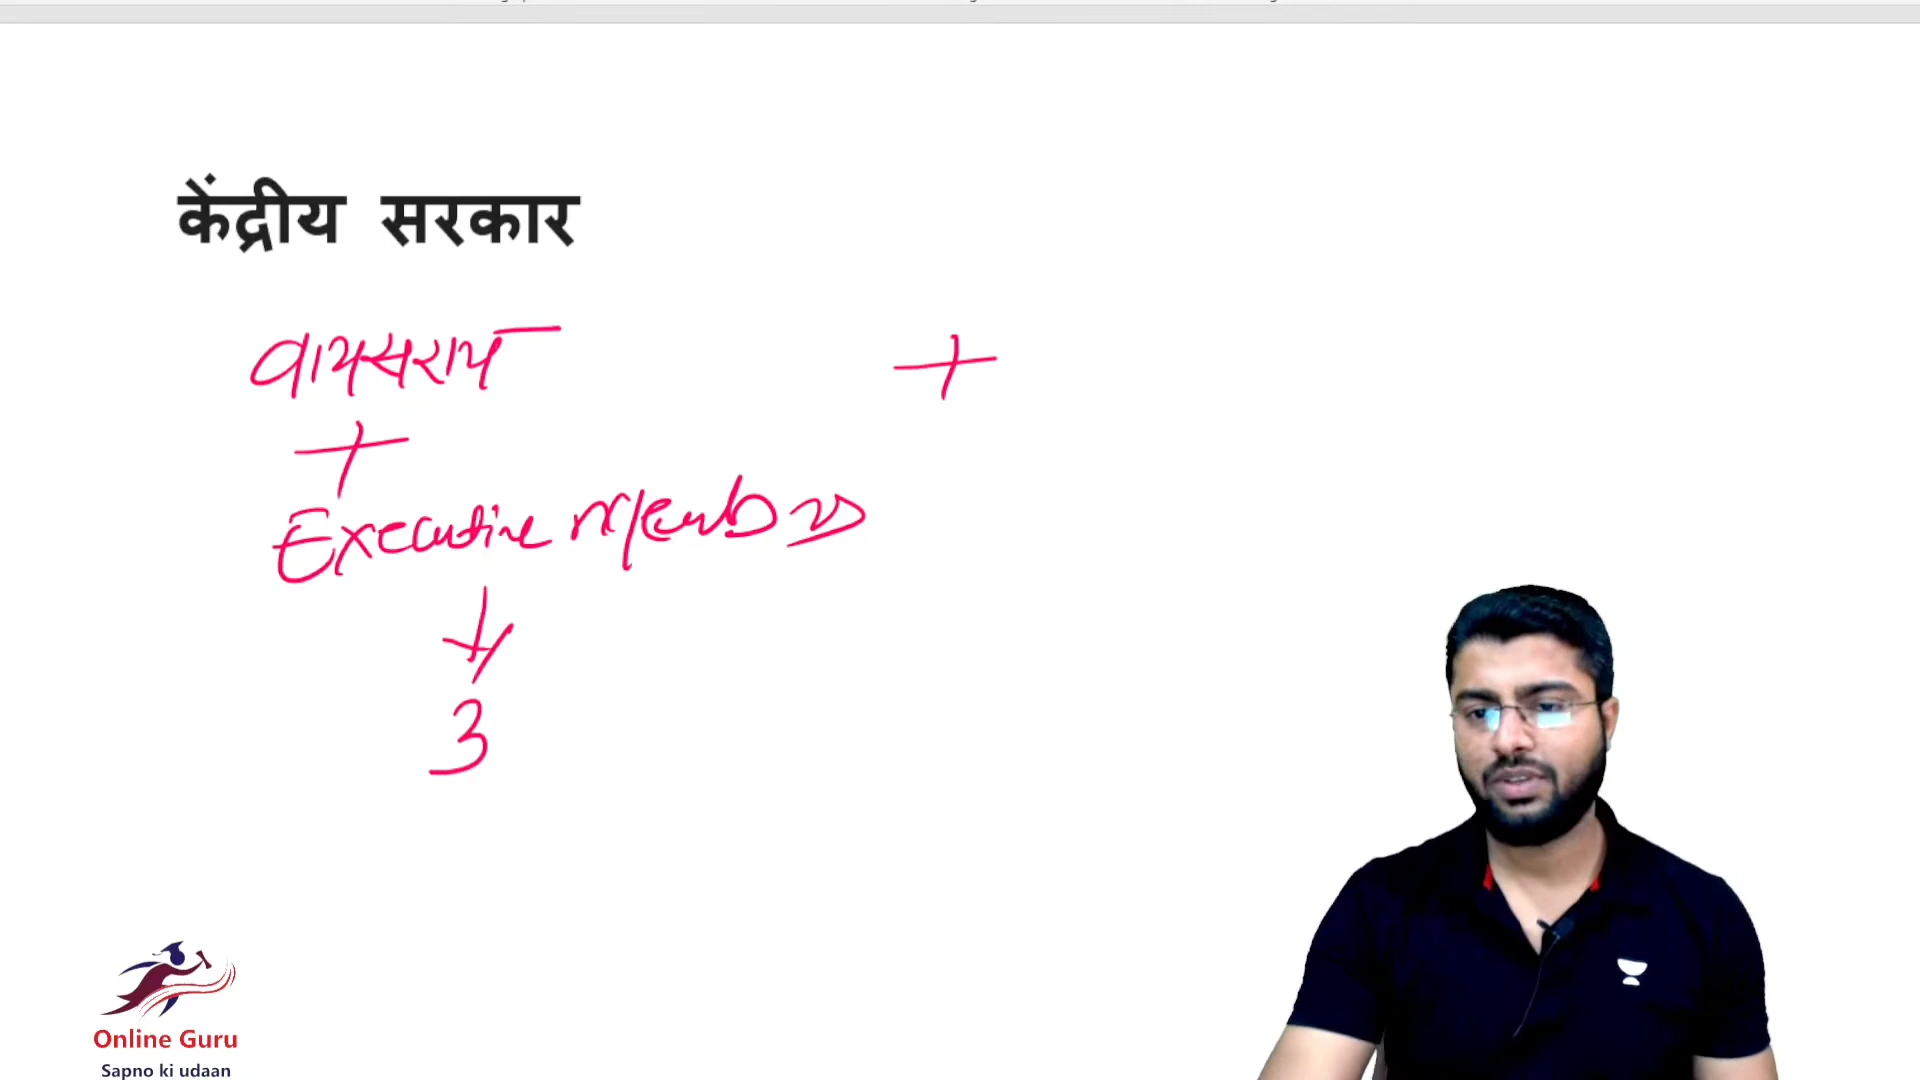 केंद्रीय सरकार
वायसराय +
+
Executive Members
3
Online Guru
Sapno ki udaan